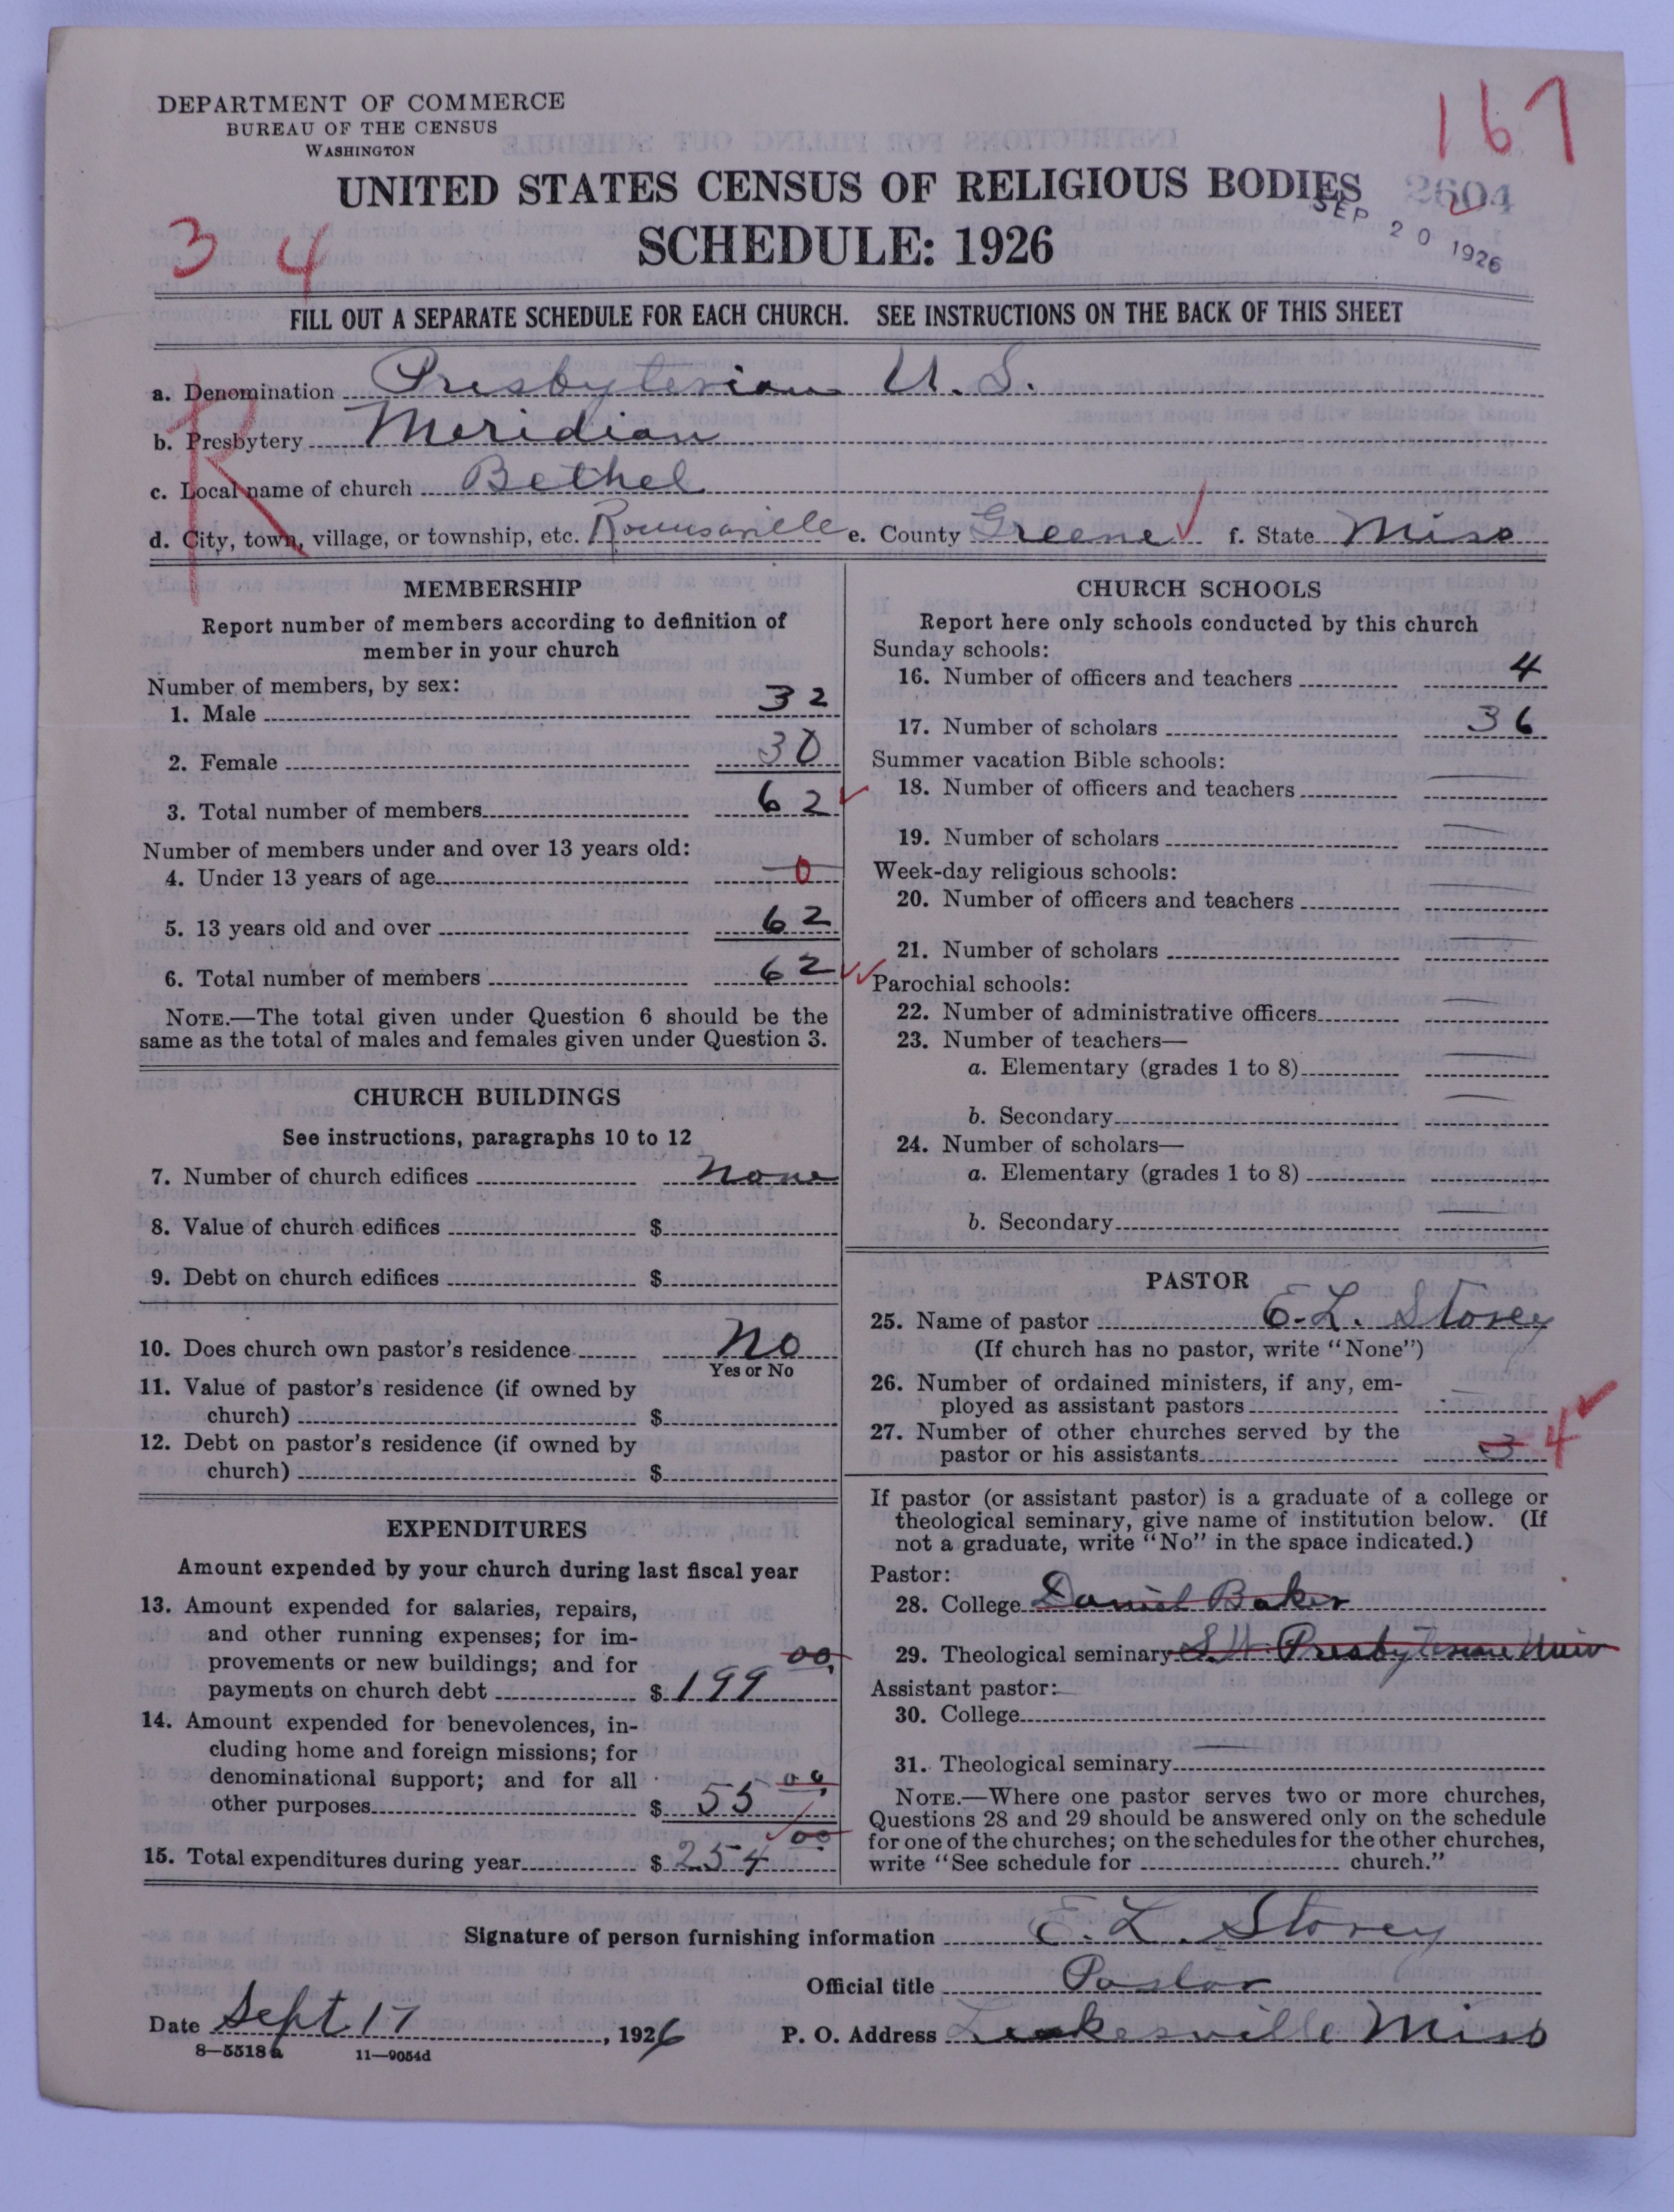 DEPARTMENT OF COMMERCE
BUREAU OF THE CENSUS
WASHINGTON
167
UNITED STATES CENSUS OF RELIGIOUS BODIES
2604
SCHEDULE: 1926
SEP 20 1926
3 4
FILL OUT A SEPARATE SCHEDULE FOR EACH CHURCH. SEE INSTRUCTIONS ON THE BACK OF THIS SHEET
R
a. Denomination Presbyterian U.S.
b. Presbytery Meridian
c. Local name of church Bethel
d. City, town, village, or township, etc. Rounsaville e. County Greene f. State Miss
MEMBERSHIP
Report number of members according to definition of
member in your church
Number of members, by sex:
1. Male 32
2. Female 30
3. Total number of members 62
Number of members under and over 13 years old:
4. Under 13 years of age 0
5. 13 years old and over 62
6. Total number of members 62
NOTE.—The total given under Question 6 should be the
same as the total of males and females given under Question 3.
CHURCH BUILDINGS
See instructions, paragraphs 10 to 12
7. Number of church edifices none
8. Value of church edifices $
9. Debt on church edifices $
10. Does church own pastor's residence No
Yes or No
11. Value of pastor's residence (if owned by
church) $
12. Debt on pastor's residence (if owned by
church) $
EXPENDITURES
Amount expended by your church during last fiscal year
13. Amount expended for salaries, repairs,
and other running expenses; for im-
provements or new buildings; and for
payments on church debt $ 199 00
14. Amount expended for benevolences, in-
cluding home and foreign missions; for
denominational support; and for all
other purposes $ 55 00
15. Total expenditures during year $ 254 00
CHURCH SCHOOLS
Report here only schools conducted by this church
Sunday schools:
16. Number of officers and teachers 4
17. Number of scholars 36
Summer vacation Bible schools:
18. Number of officers and teachers —
19. Number of scholars —
Week-day religious schools:
20. Number of officers and teachers —
21. Number of scholars —
Parochial schools:
22. Number of administrative officers —
23. Number of teachers—
a. Elementary (grades 1 to 8) —
b. Secondary —
24. Number of scholars—
a. Elementary (grades 1 to 8) —
b. Secondary —
PASTOR
25. Name of pastor E. L. Storey
(If church has no pastor, write "None")
26. Number of ordained ministers, if any, em-
ployed as assistant pastors —
27. Number of other churches served by the
pastor or his assistants 3 4
If pastor (or assistant pastor) is a graduate of a college or
theological seminary, give name of institution below. (If
not a graduate, write "No" in the space indicated.)
Pastor:
28. College Daniel Baker
29. Theological seminary S.W. Presbyterian Univ
Assistant pastor:
30. College
31. Theological seminary —
NOTE.—Where one pastor serves two or more churches,
Questions 28 and 29 should be answered only on the schedule
for one of the churches; on the schedules for the other churches,
write "See schedule for church."
Signature of person furnishing information E. L. Storey
Official title Pastor
Date Sept 17, 1926 P. O. Address Leakesville Miss
8—5518a 11—9054d